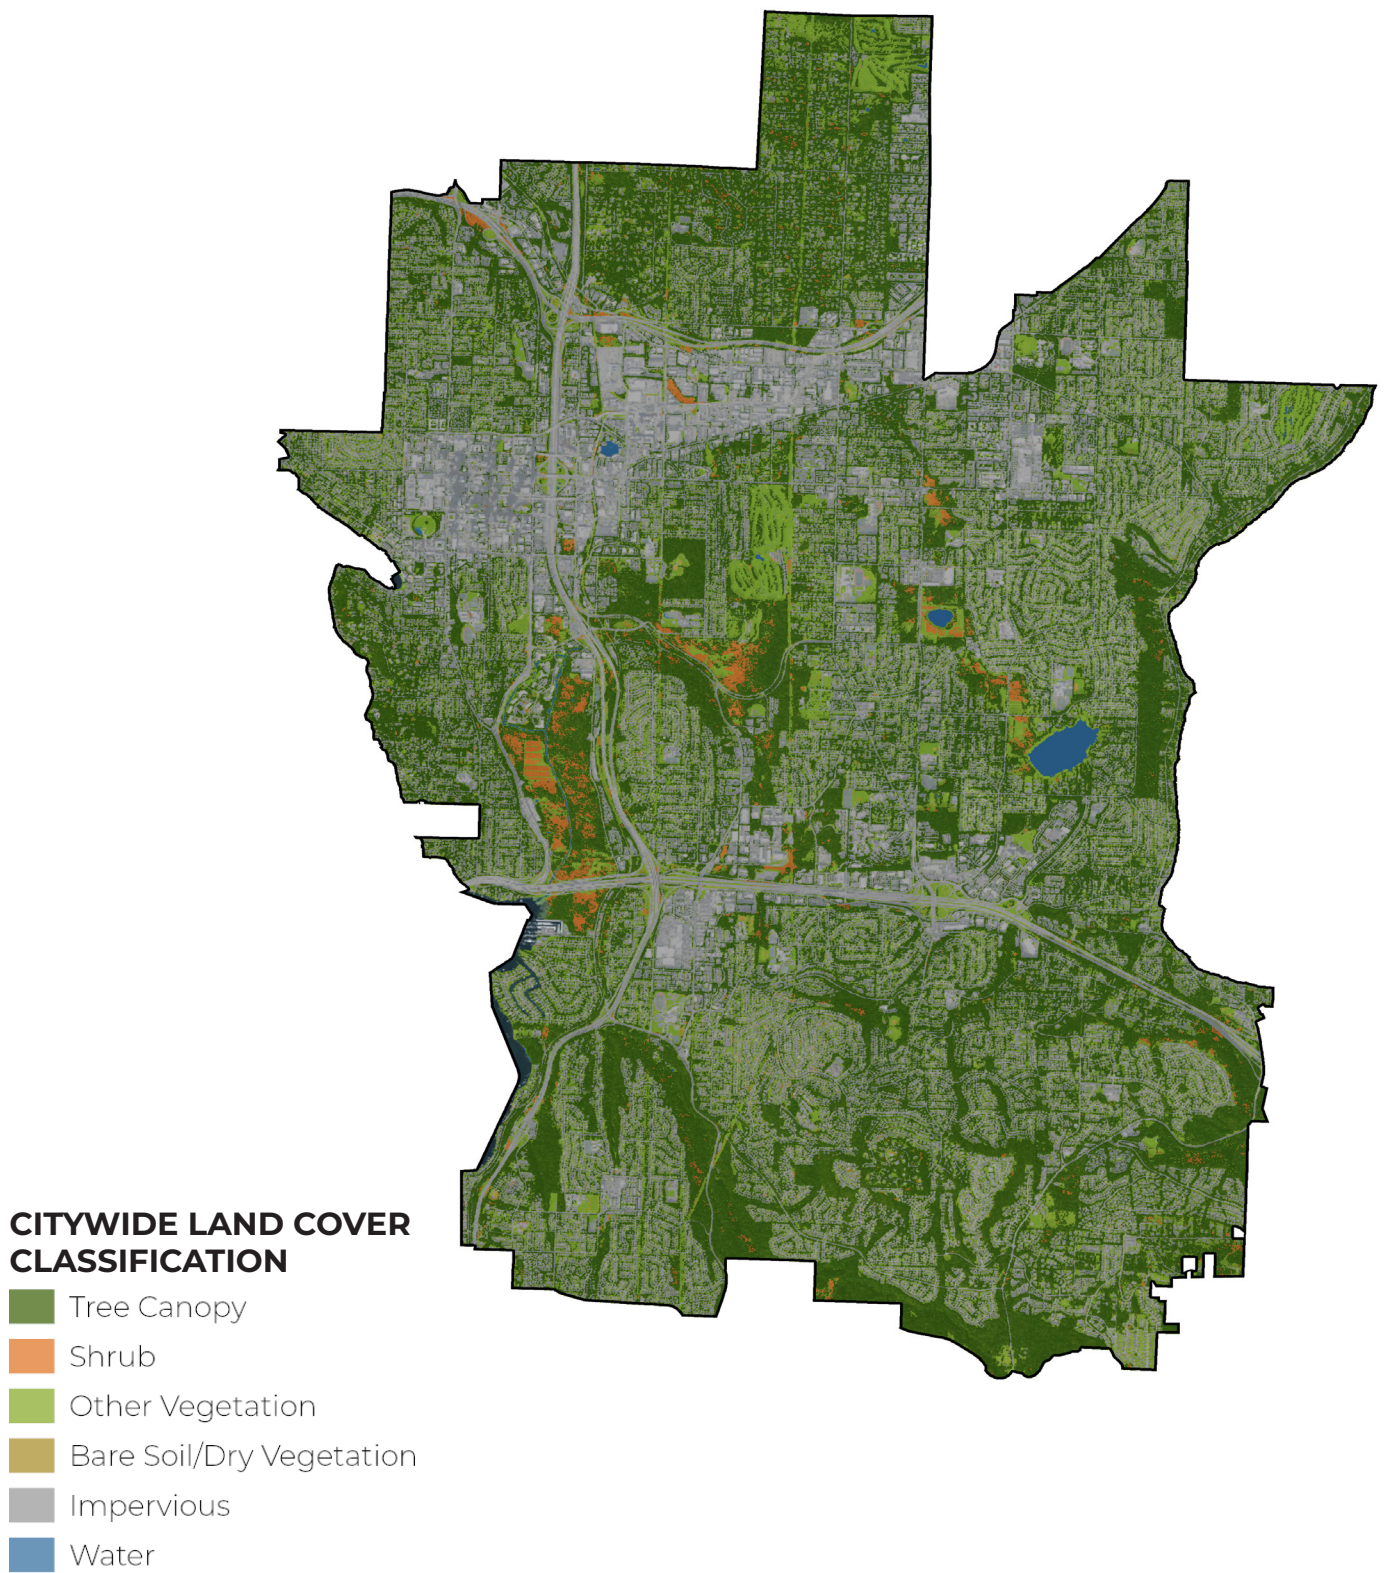 CITYWIDE LAND COVER
CLASSIFICATION
Tree Canopy
Shrub
Other Vegetation
Bare Soil/Dry Vegetation
Impervious
Water